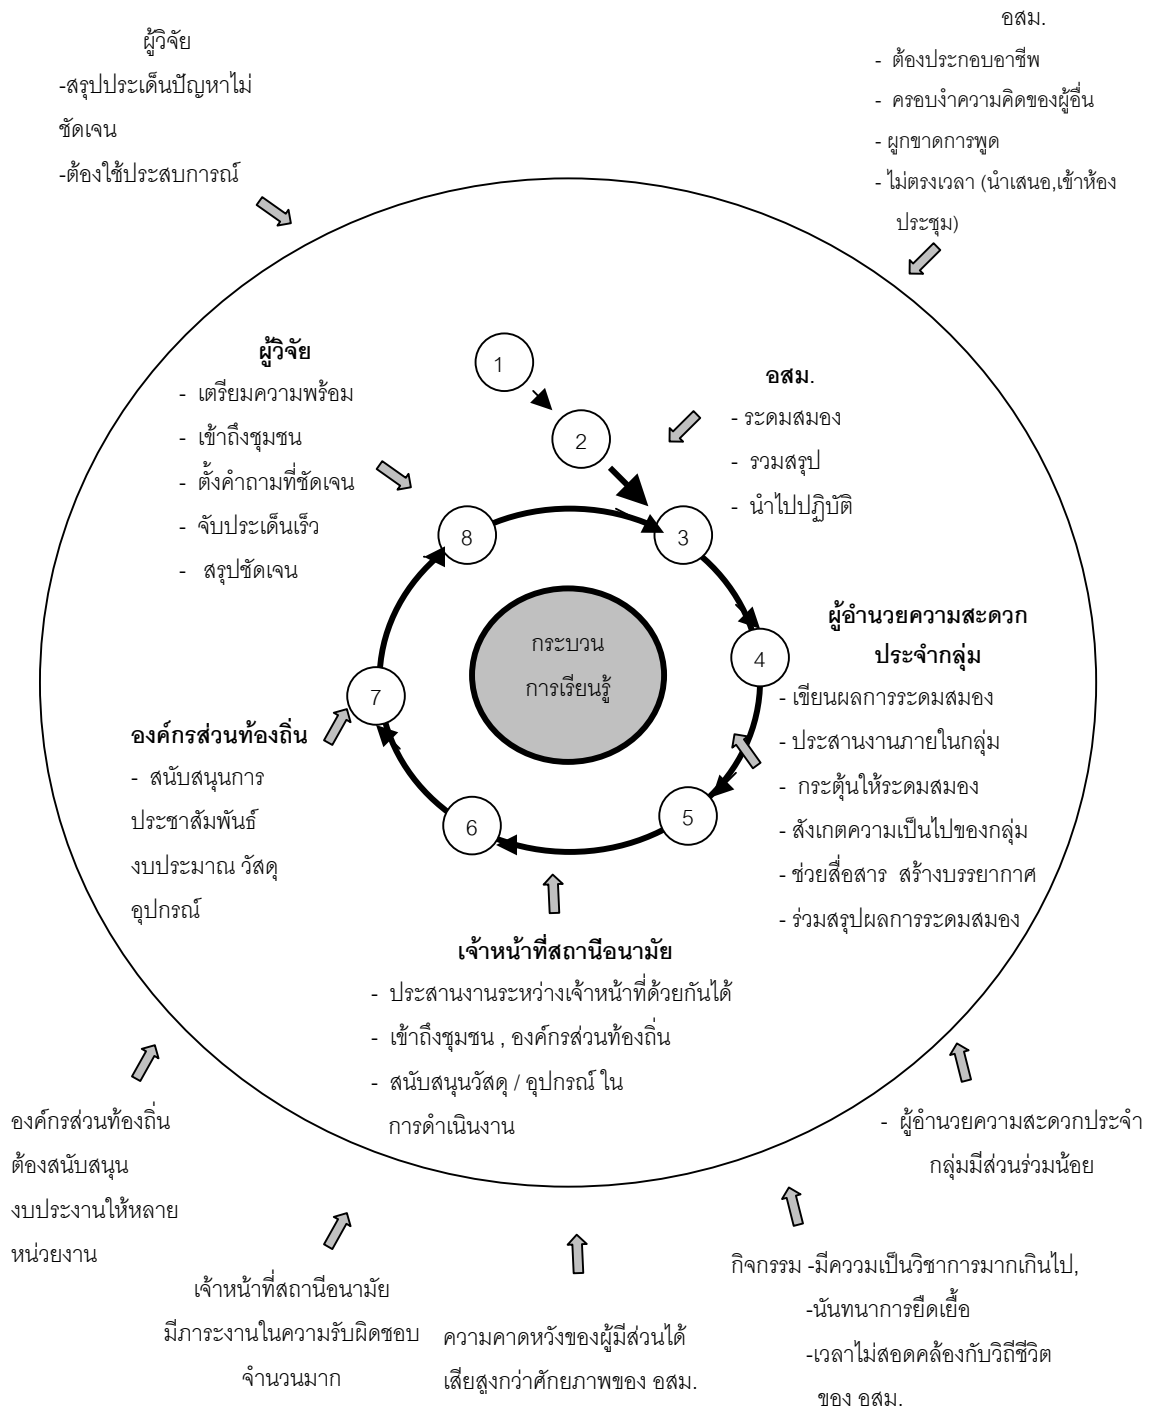 ผู้วิจัย
-สรุปประเด็นปัญหาไม่
ชัดเจน
-ต้องใช้ประสบการณ์
อสม.
- ต้องประกอบอาชีพ
- ครอบงำความคิดของผู้อื่น
- ผูกขาดการพูด
- ไม่ตรงเวลา (นำเสนอ,เข้าห้อง
ประชุม)
ผู้วิจัย
- เตรียมความพร้อม
- เข้าถึงชุมชน
- ตั้งคำถามที่ชัดเจน
- จับประเด็นเร็ว
- สรุปชัดเจน
1
2
3
4
5
6
7
8
อสม.
- ระดมสมอง
- รวมสรุป
- นำไปปฏิบัติ
กระบวน
การเรียนรู้
ผู้อำนวยความสะดวก
ประจำกลุ่ม
- เขียนผลการระดมสมอง
- ประสานงานภายในกลุ่ม
- กระตุ้นให้ระดมสมอง
- สังเกตความเป็นไปของกลุ่ม
- ช่วยสื่อสาร สร้างบรรยากาศ
- ร่วมสรุปผลการระดมสมอง
องค์กรส่วนท้องถิ่น
- สนับสนุนการ
ประชาสัมพันธ์
งบประมาณ วัสดุ
อุปกรณ์
เจ้าหน้าที่สถานีอนามัย
- ประสานงานระหว่างเจ้าหน้าที่ด้วยกันได้
- เข้าถึงชุมชน , องค์กรส่วนท้องถิ่น
- สนับสนุนวัสดุ / อุปกรณ์ ใน
การดำเนินงาน
องค์กรส่วนท้องถิ่น
ต้องสนับสนุน
งบประงานให้หลาย
หน่วยงาน
เจ้าหน้าที่สถานีอนามัย
มีภาระงานในความรับผิดชอบ
จำนวนมาก
ความคาดหวังของผู้มีส่วนได้
เสียสูงกว่าศักยภาพของ อสม.
- ผู้อำนวยความสะดวกประจำ
กลุ่มมีส่วนร่วมน้อย
กิจกรรม -มีคววมเป็นวิชาการมากเกินไป,
-นันทนาการยืดเยื้อ
-เวลาไม่สอดคล้องกับวิถีชีวิต
ของ อสม.